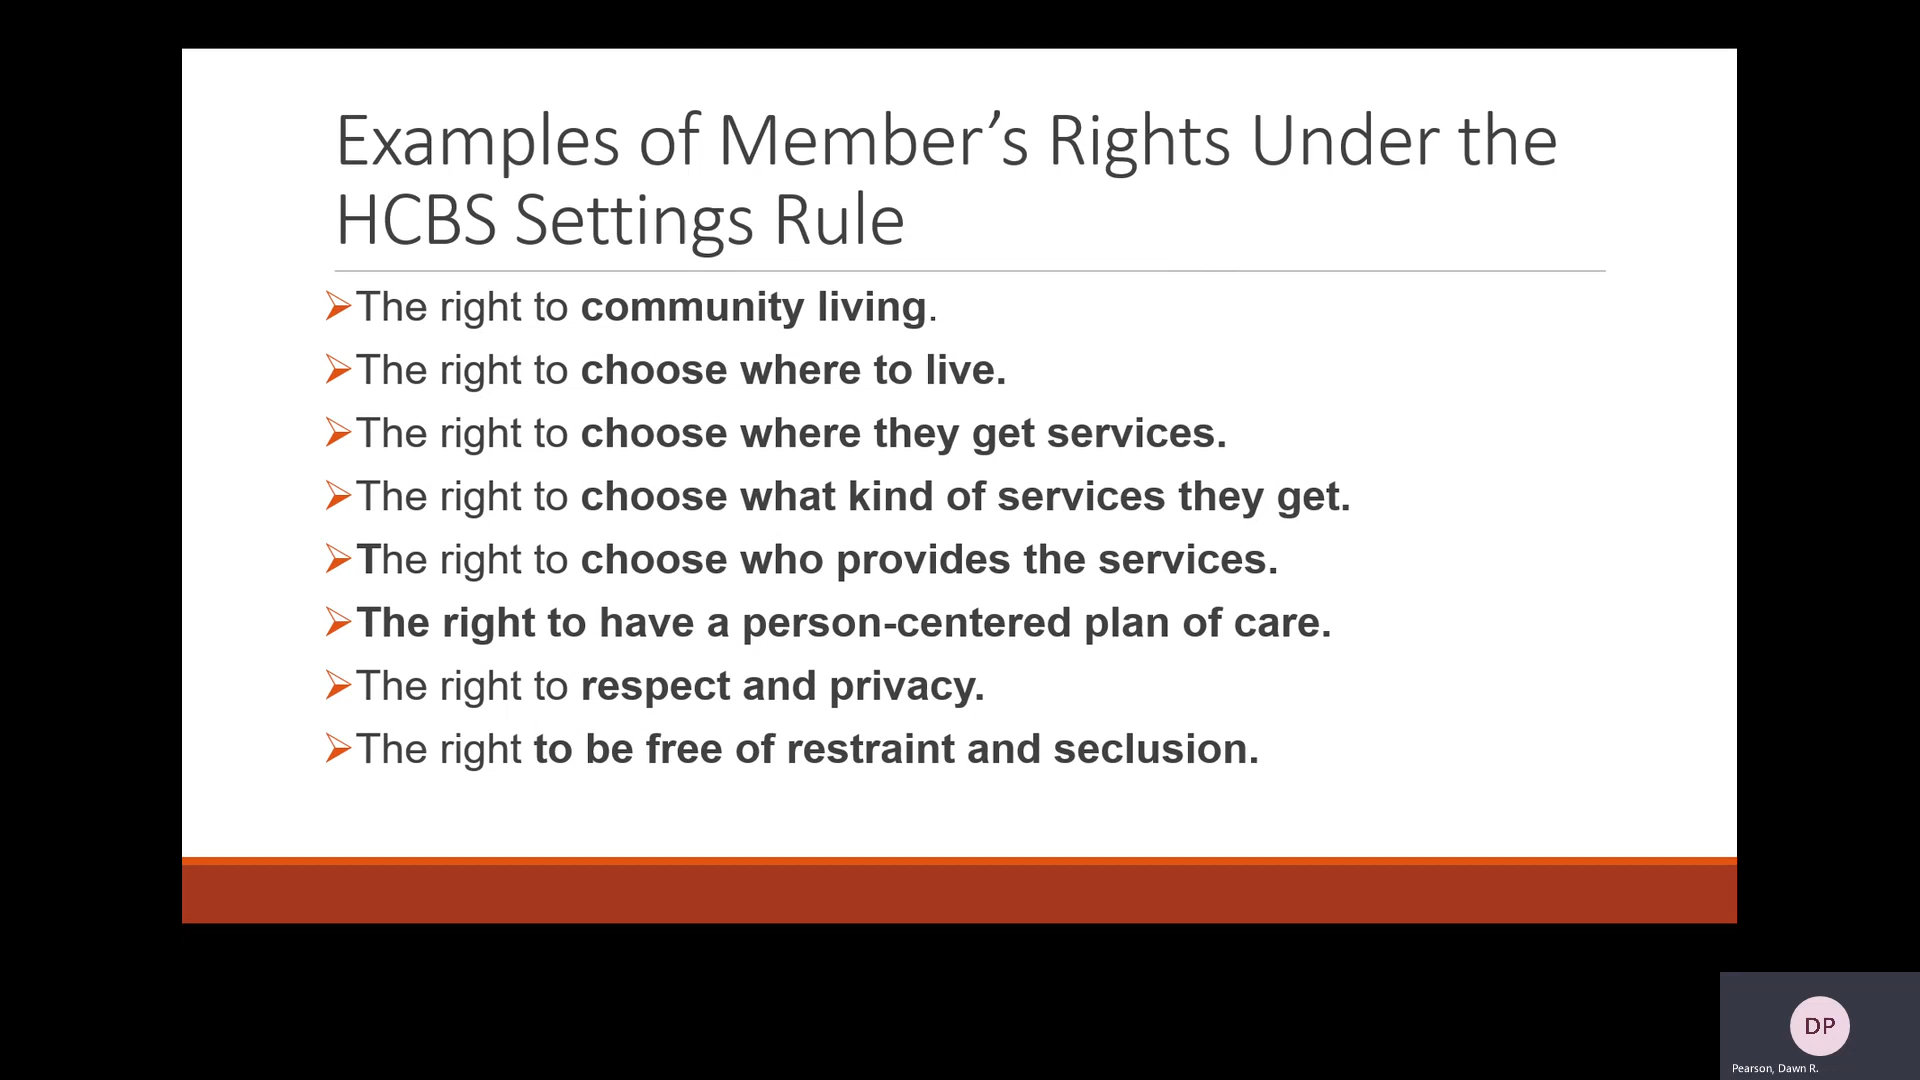 Examples of Member’s Rights Under the
HCBS Settings Rule
The right to community living.
The right to choose where to live.
The right to choose where they get services.
The right to choose what kind of services they get.
The right to choose who provides the services.
The right to have a person-centered plan of care.
The right to respect and privacy.
The right to be free of restraint and seclusion.
DP
Pearson, Dawn R.